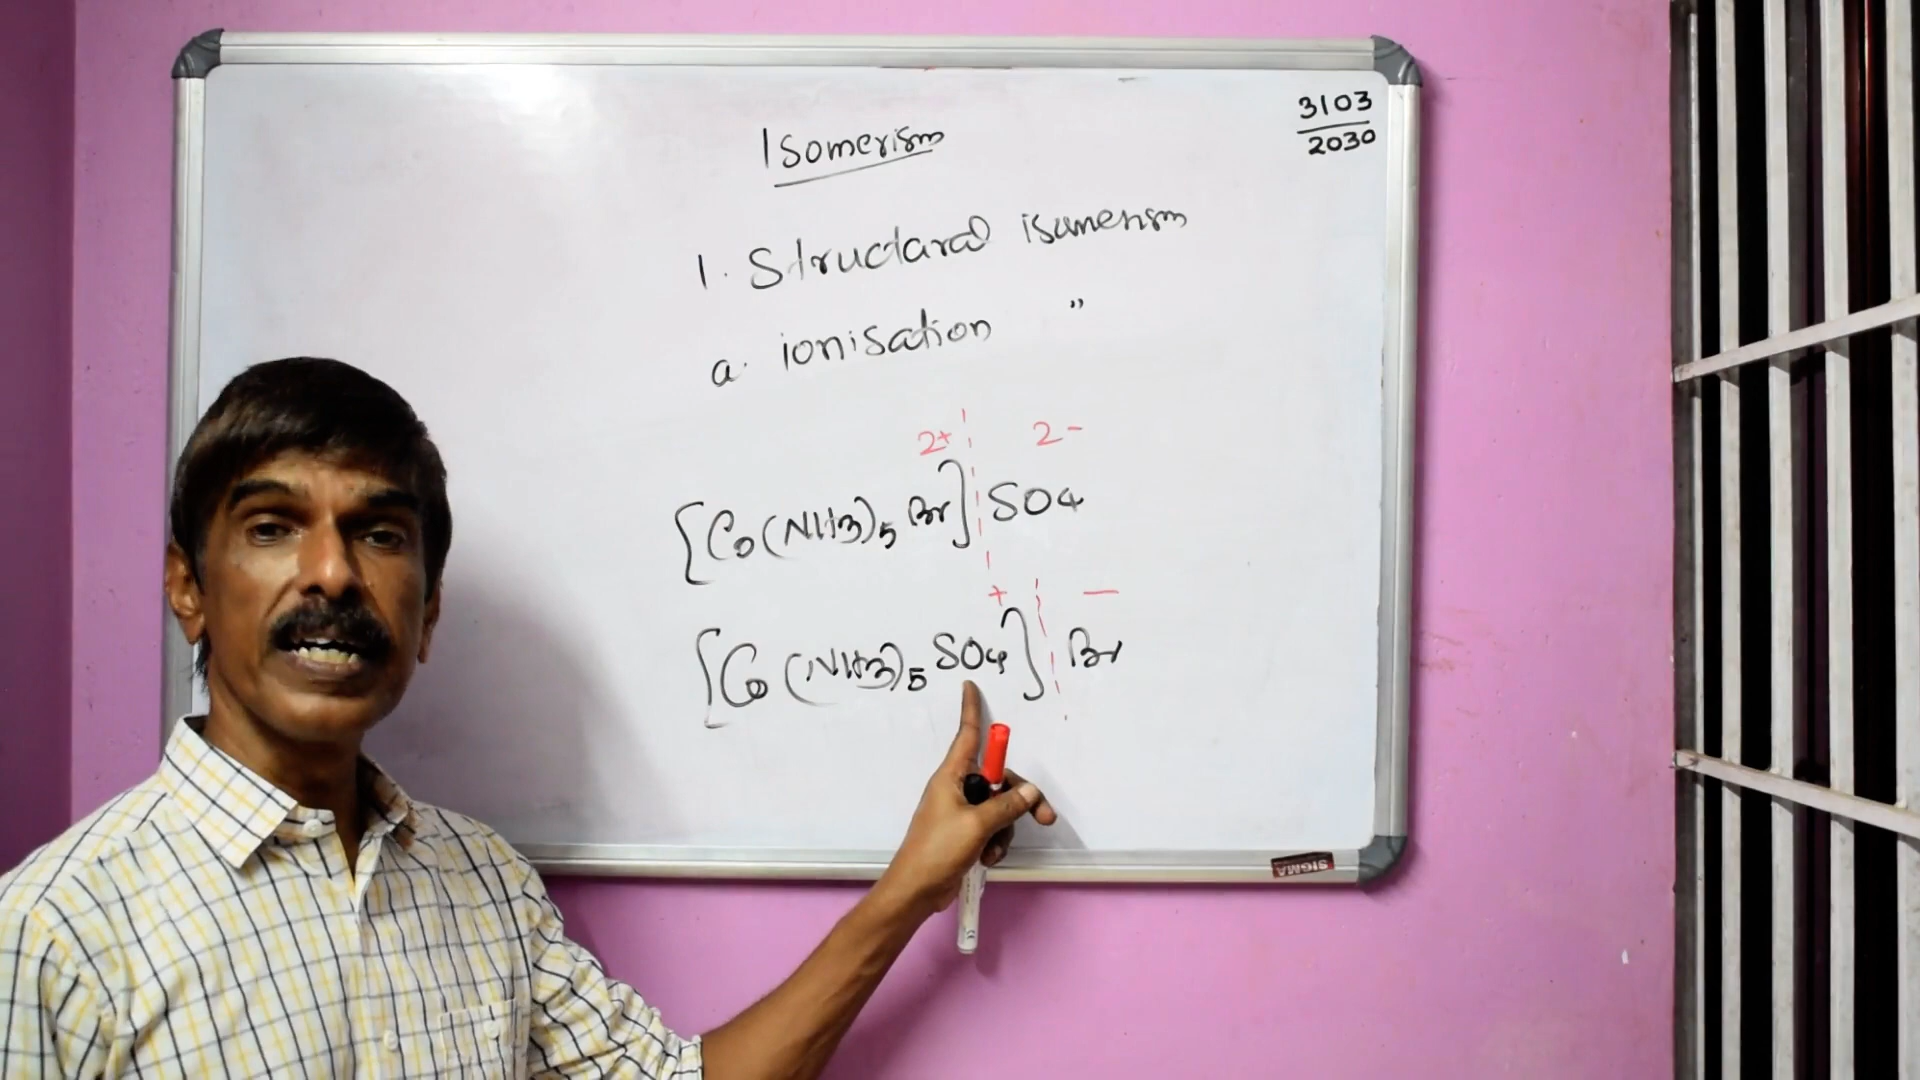 3103
2030
Isomerism
1. Structural isomerism
a. ionisation "
2+ 2-
[Co(NH3)5 Br] SO4
+ -
[Co(NH3)5 SO4] Br
SIGMA